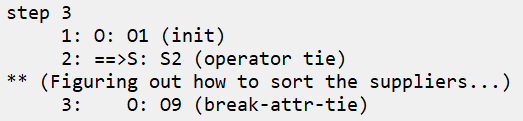 step 3
     1: O: O1 (init)
     2: ==>S: S2 (operator tie)
** (Figuring out how to sort the suppliers...)
     3:    O: O9 (break-attr-tie)